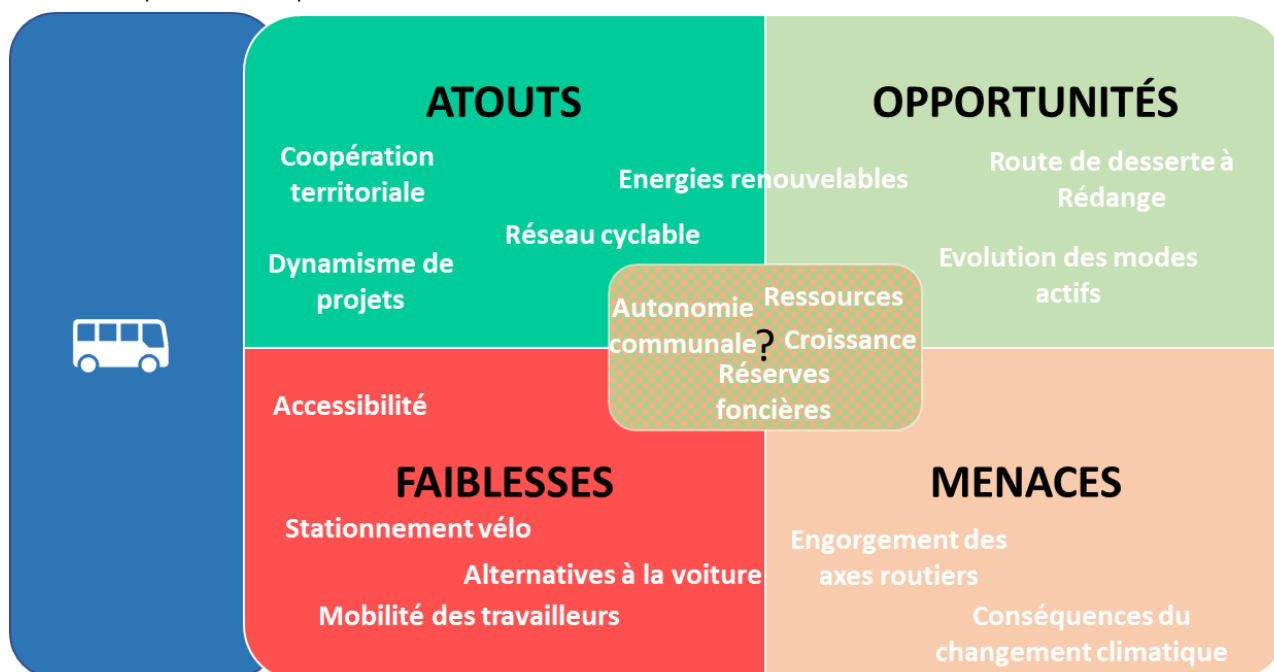 ATOUTS
Coopération
territoriale
Energies renouvelables
Réseau cyclable
Dynamisme de
projets
OPPORTUNITÉS
Route de desserte à
Rédange
Evolution des modes
actifs
Autonomie
communale
Ressources
?
Croissance
Réserves
foncières
Accessibilité
FAIBLESSES
Stationnement vélo
Alternatives à la voiture
Mobilité des travailleurs
MENACES
Engorgement des
axes routiers
Conséquences du
changement climatique